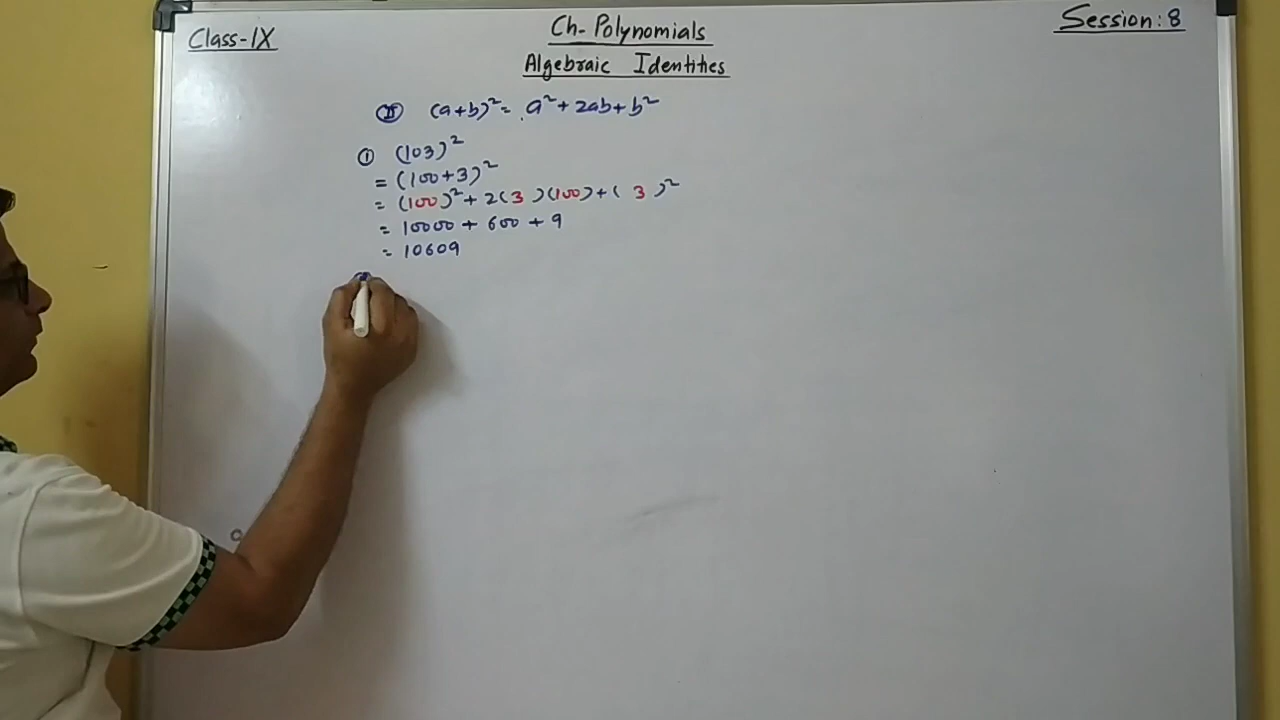 Class-IX
Ch- Polynomials
Session: 8
Algebraic Identities
(II) (a+b)² = a² + 2ab + b²
① (103)²
= (100+3)²
= (100)² + 2(3)(100) + (3)²
= 10000 + 600 + 9
= 10609